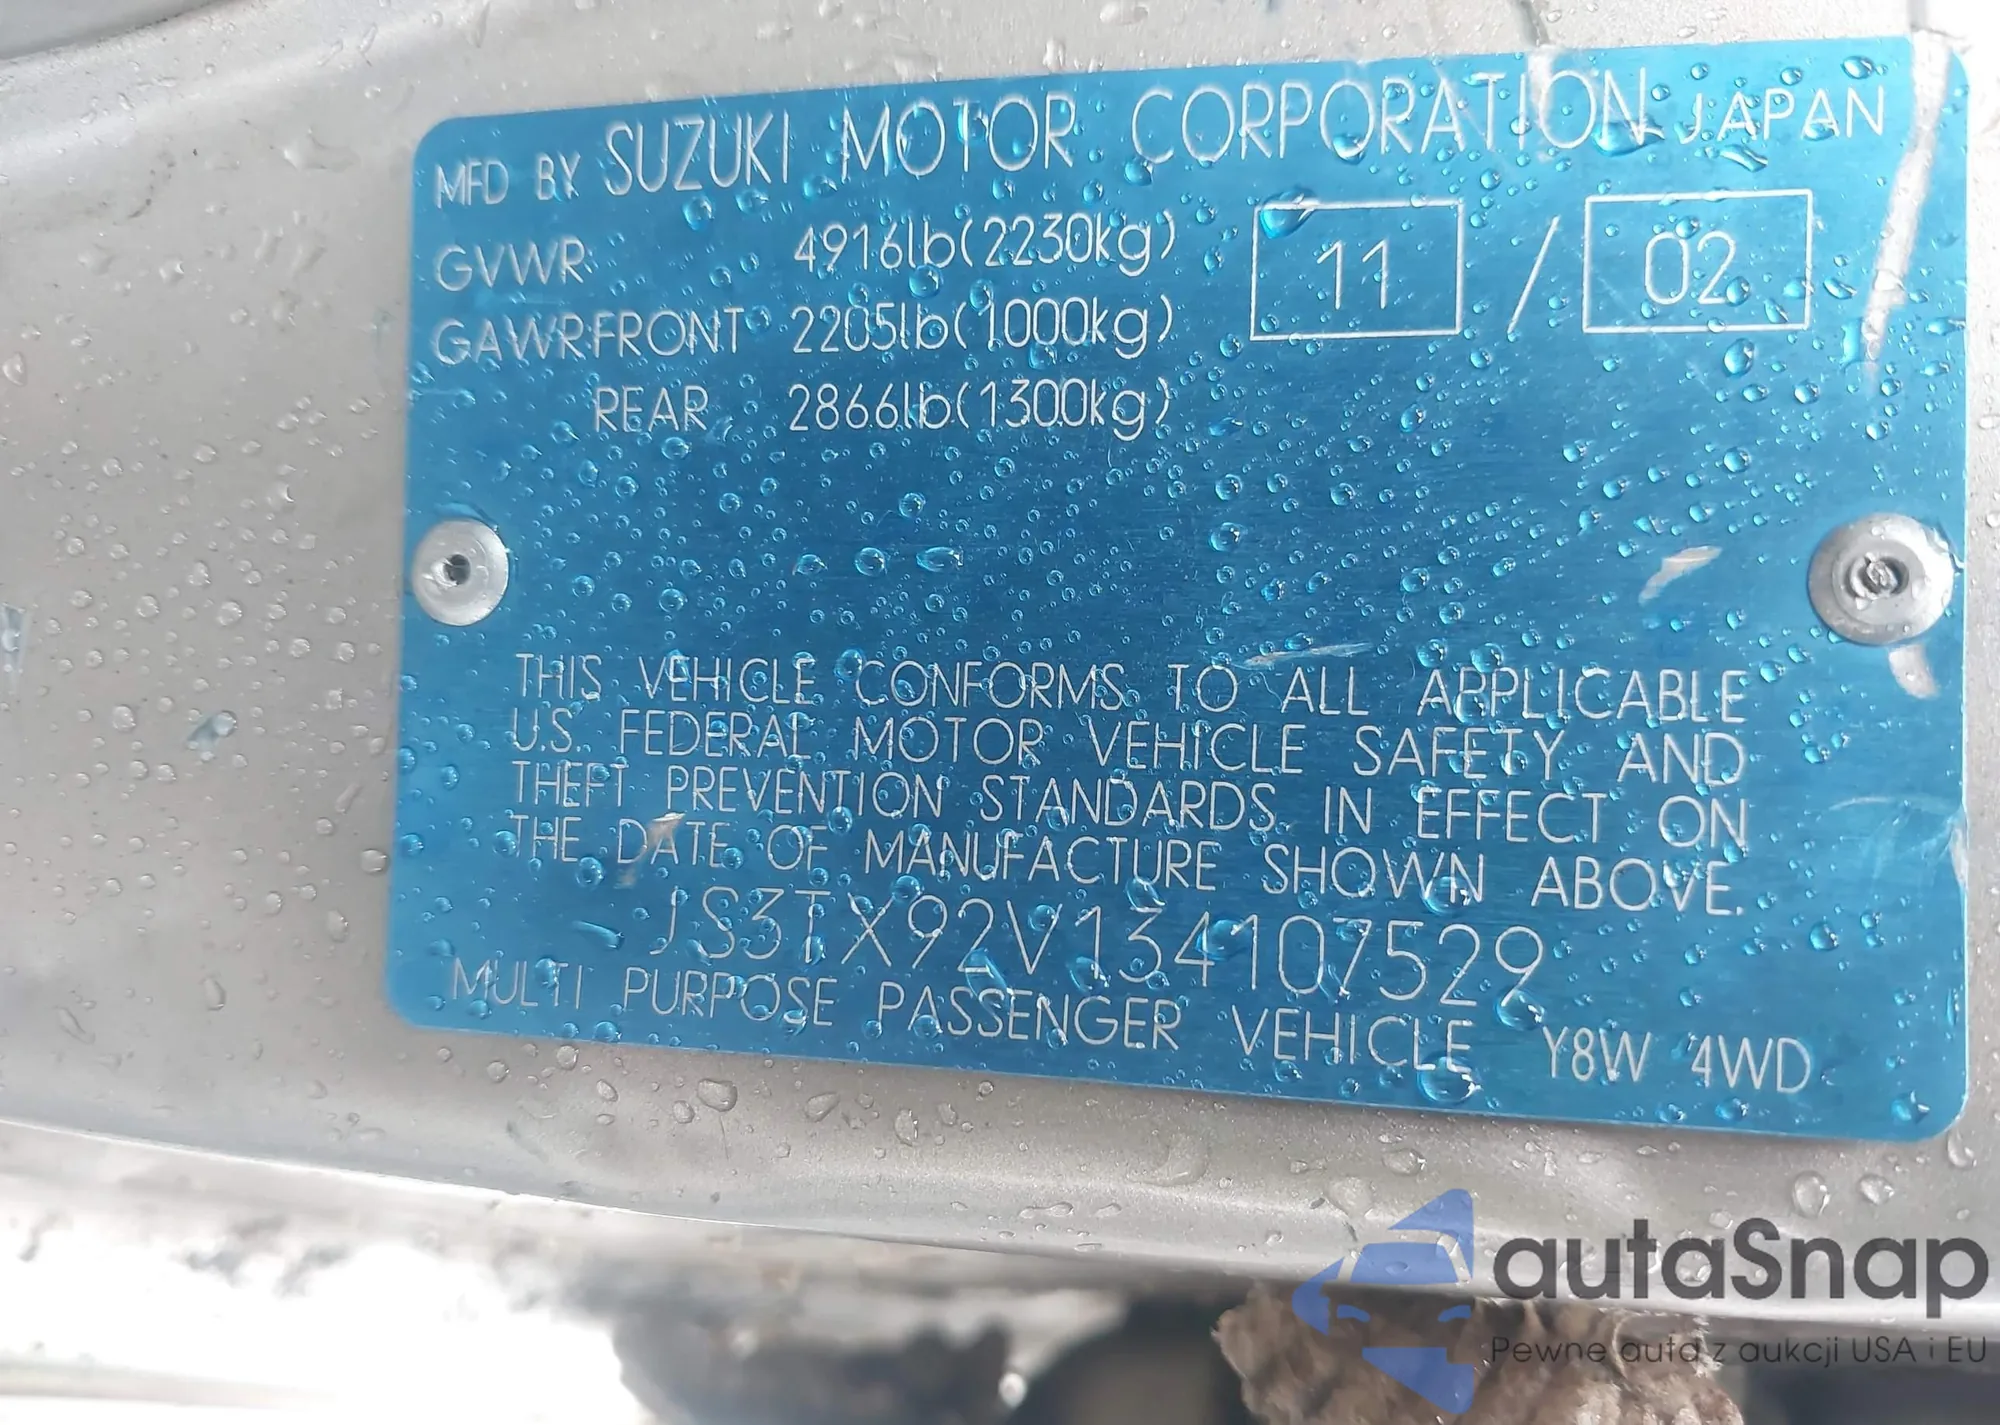 MFD BY SUZUKI MOTOR CORPORATION JAPAN
GVWR 4916lb(2230kg) 11 / 02
GAWR FRONT 2205lb(1000kg)
REAR 2866lb(1300kg)
THIS VEHICLE CONFORMS TO ALL APPLICABLE
U.S. FEDERAL MOTOR VEHICLE SAFETY AND
THEFT PREVENTION STANDARDS IN EFFECT ON
THE DATE OF MANUFACTURE SHOWN ABOVE.
JS3TX92V134107529
MULTI PURPOSE PASSENGER VEHICLE Y8W 4WD
autaSnap
Pewne auta z aukcji USA i EU